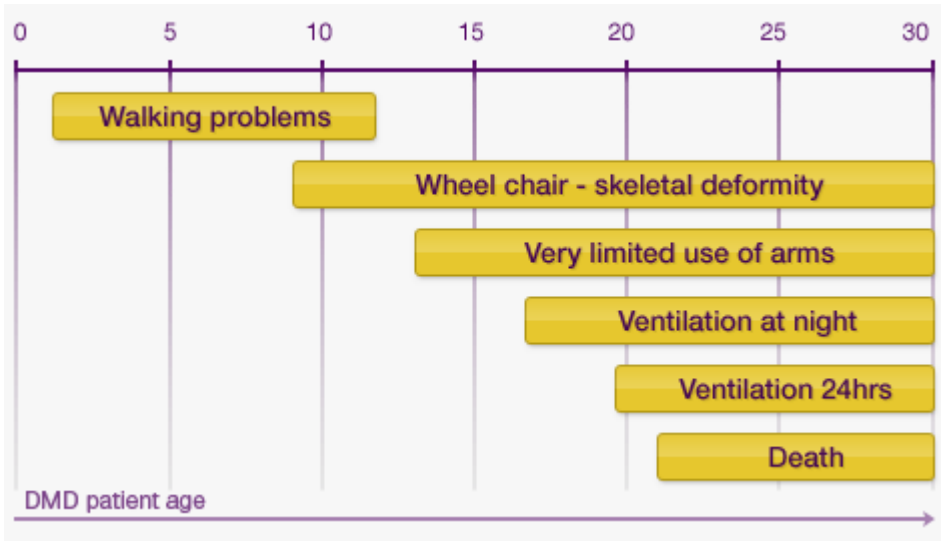 0 5 10 15 20 25 30
Walking problems
Wheel chair - skeletal deformity
Very limited use of arms
Ventilation at night
Ventilation 24hrs
Death
DMD patient age